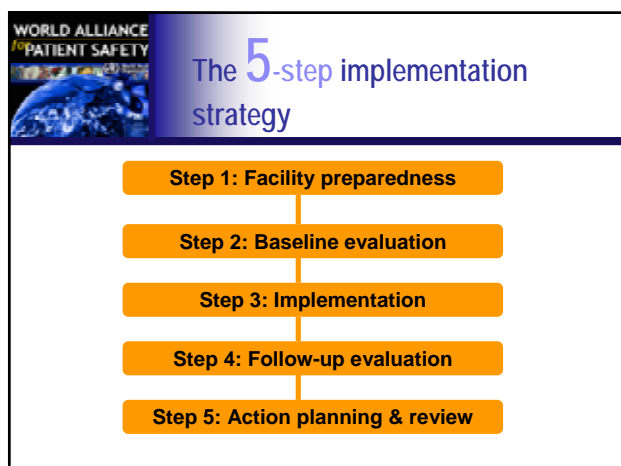 WORLD ALLIANCE
for PATIENT SAFETY
The 5-step implementation
strategy
Step 1: Facility preparedness
Step 2: Baseline evaluation
Step 3: Implementation
Step 4: Follow-up evaluation
Step 5: Action planning & review